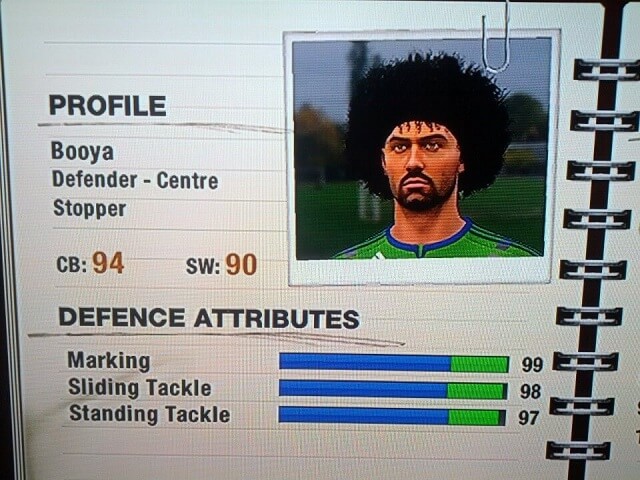 PROFILE
Booya
Defender - Centre
Stopper
CB: 94 SW: 90
DEFENCE ATTRIBUTES
Marking 99
Sliding Tackle 98
Standing Tackle 97